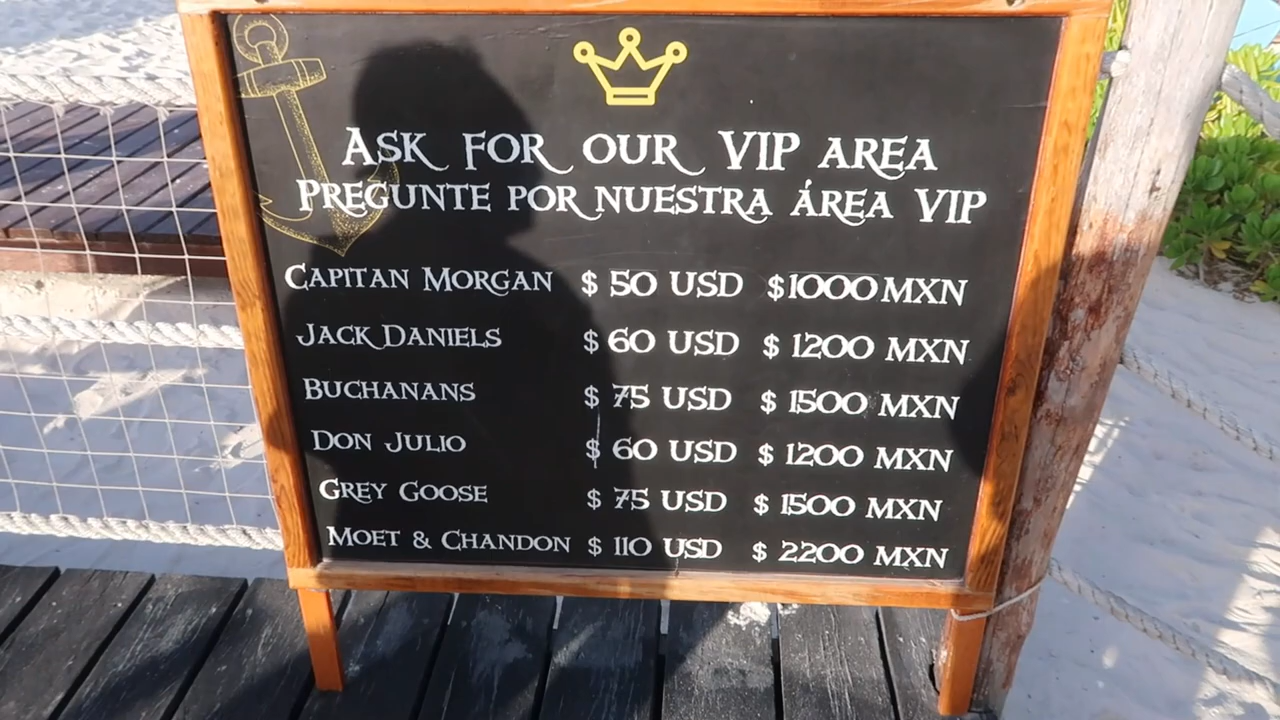 Ask for our VIP area
Pregunte por nuestra área VIP
Capitan Morgan $ 50 USD $1000 MXN
Jack Daniels $ 60 USD $ 1200 MXN
Buchanans $ 75 USD $ 1500 MXN
Don Julio $ 60 USD $ 1200 MXN
Grey Goose $ 75 USD $ 1500 MXN
Moet & Chandon $ 110 USD $ 2200 MXN